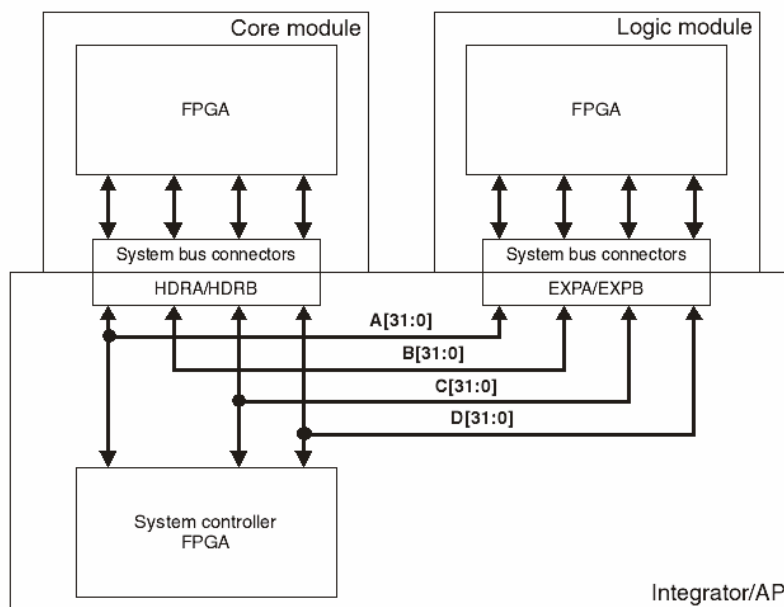 Core module
Logic module
FPGA
FPGA
System bus connectors
System bus connectors
HDRA/HDRB
EXPA/EXPB
A[31:0]
B[31:0]
C[31:0]
D[31:0]
System controller
FPGA
Integrator/AP